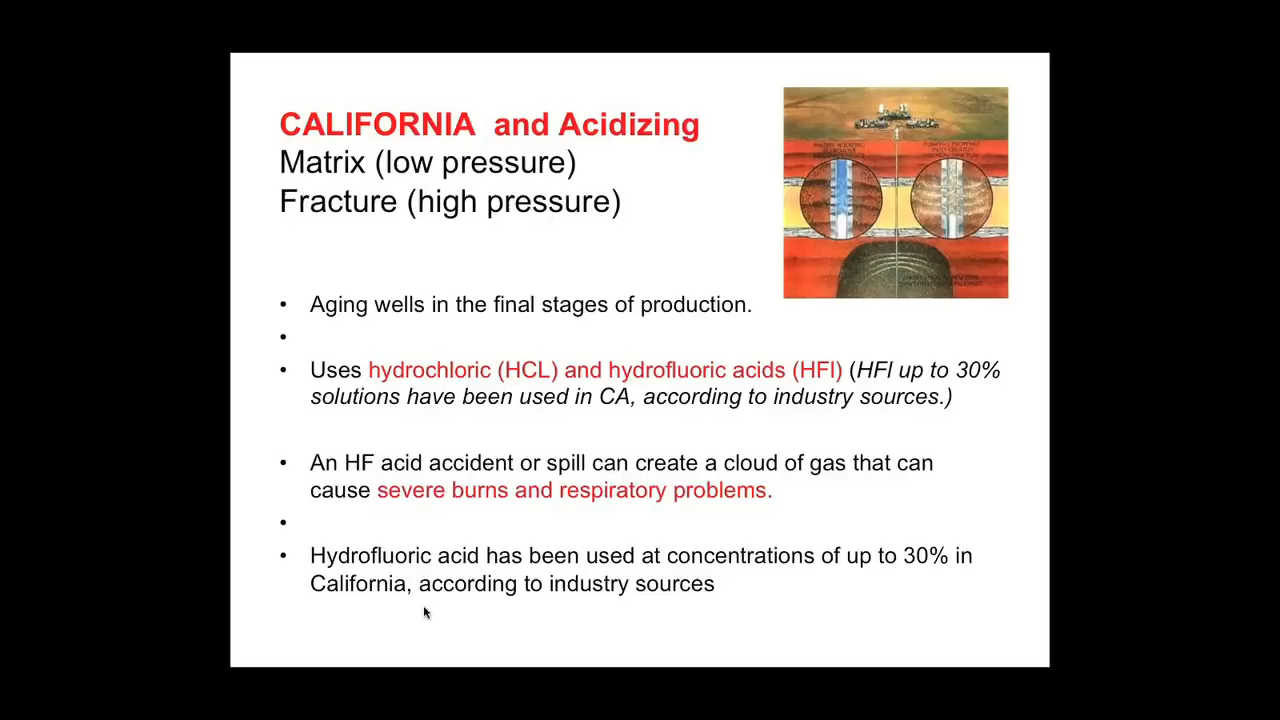 CALIFORNIA and Acidizing
Matrix (low pressure)
Fracture (high pressure)
• Aging wells in the final stages of production.
•
• Uses hydrochloric (HCL) and hydrofluoric acids (HFl) (HFl up to 30%
solutions have been used in CA, according to industry sources.)
• An HF acid accident or spill can create a cloud of gas that can
cause severe burns and respiratory problems.
•
• Hydrofluoric acid has been used at concentrations of up to 30% in
California, according to industry sources